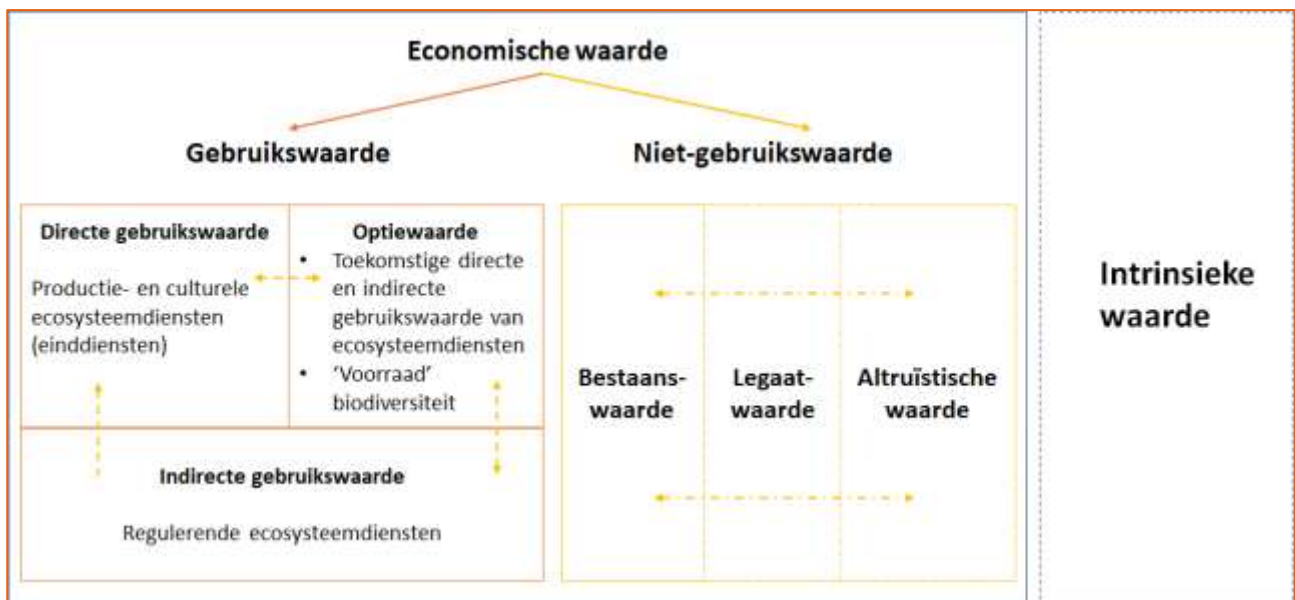 Economische waarde
Gebruikswaarde
Niet-gebruikswaarde
Directe gebruikswaarde
Productie- en culturele
ecosysteemdiensten
(einddiensten)
Optiewaarde
• Toekomstige directe
en indirecte
gebruikswaarde van
ecosysteemdiensten
• ‘Voorraad’
biodiversiteit
Indirecte gebruikswaarde
Regulerende ecosysteemdiensten
Bestaans-
waarde
Legaat-
waarde
Altruïstische
waarde
Intrinsieke
waarde